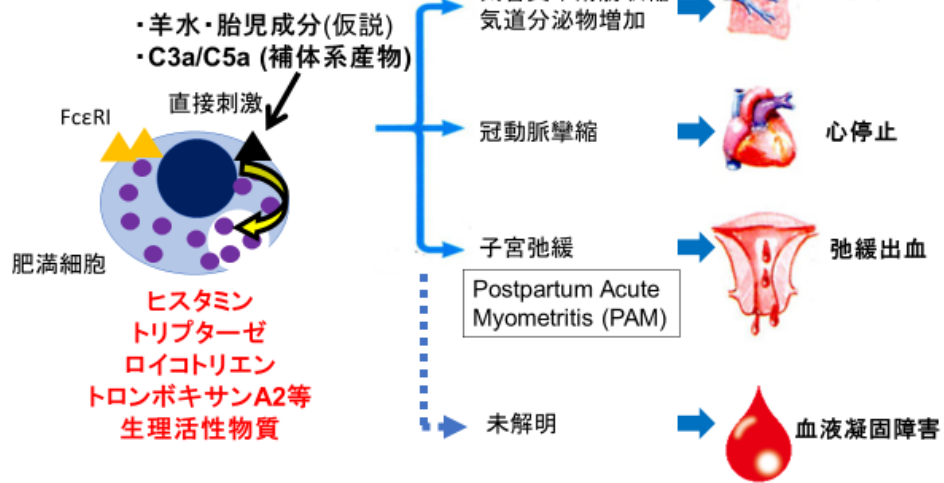 ・羊水・胎児成分(仮説)
・C3a/C5a (補体系産物)
直接刺激
FcεRI
肥満細胞
ヒスタミン
トリプターゼ
ロイコトリエン
トロンボキサンA2等
生理活性物質
気道分泌物増加
冠動脈攣縮
心停止
子宮弛緩
弛緩出血
Postpartum Acute
Myometritis (PAM)
未解明
血液凝固障害